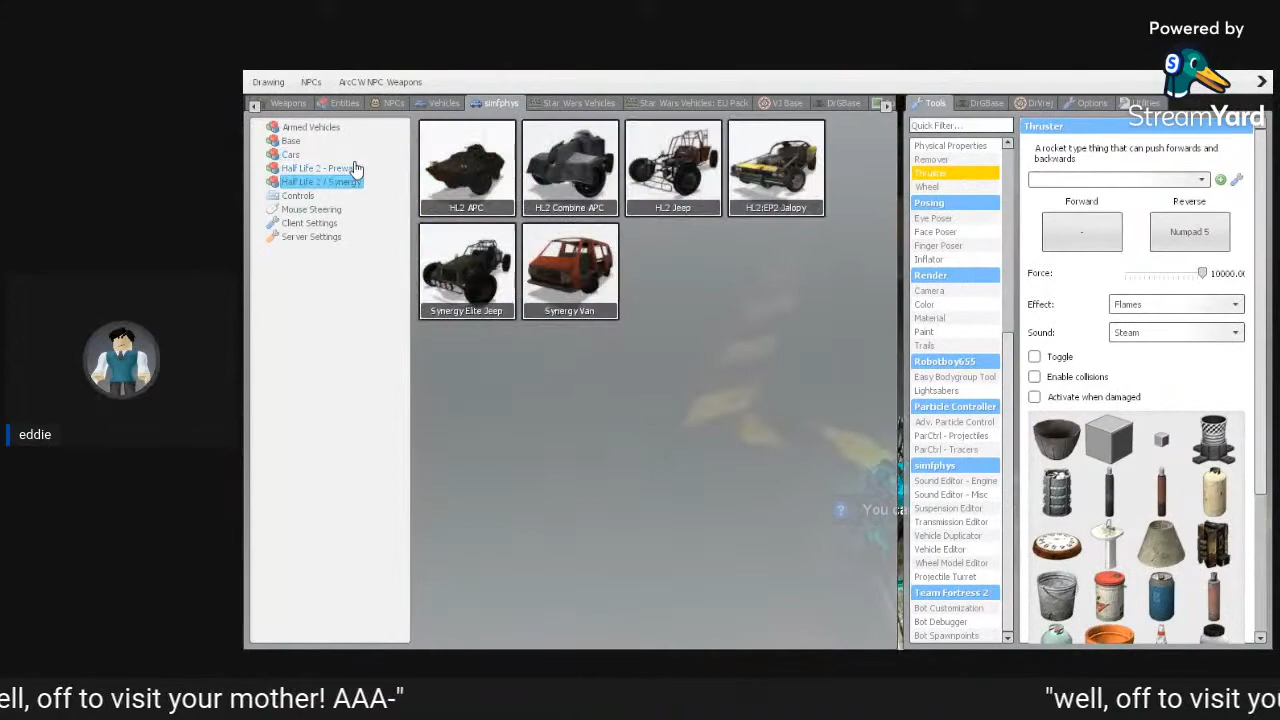 Powered by
StreamYard
Drawing NPCs ArcCW NPC Weapons
Weapons Entities NPCs Vehicles simfphys Star Wars Vehicles Star Wars Vehicles: EU Pack VJ Base DrGBase
Armed Vehicles
Base
Cars
Half Life 2 - Prewa
Half Life 2 / Synergy
Controls
Mouse Steering
Client Settings
Server Settings
HL2 APC
HL2 Combine APC
HL2 Jeep
HL2:EP2 Jalopy
Synergy Elite Jeep
Synergy Van
You ca
Tools DrGBase DrVrej Options Utilities
Quick Filter...
Physical Properties
Remover
Thruster
Wheel
Posing
Eye Poser
Face Poser
Finger Poser
Inflator
Render
Camera
Color
Material
Paint
Trails
Robotboy655
Easy Bodygroup Tool
Lightsabers
Particle Controller
Adv. Particle Control
ParCtrl - Projectiles
ParCtrl - Tracers
simfphys
Sound Editor - Engine
Sound Editor - Misc
Suspension Editor
Transmission Editor
Vehicle Duplicator
Vehicle Editor
Wheel Model Editor
Projectile Turret
Team Fortress 2
Bot Customization
Bot Debugger
Bot Spawnpoints
Thruster
A rocket type thing that can push forwards and
backwards
Forward Reverse
- Numpad 5
Force: 10000.0
Effect: Flames
Sound: Steam
Toggle
Enable collisions
Activate when damaged
eddie
ell, off to visit your mother! AAA-" "well, off to visit you